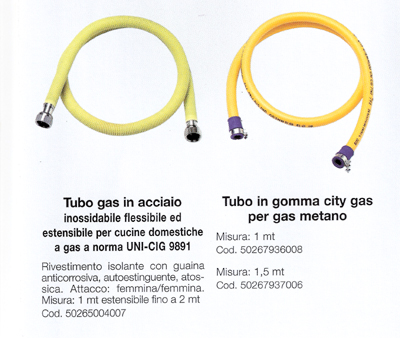 Tubo gas in acciaio
inossidabile flessibile ed
estensibile per cucine domestiche
a gas a norma UNI-CIG 9891
Rivestimento isolante con guaina
anticorrosiva, autoestinguente, atos-
sica. Attacco: femmina/femmina.
Misura: 1 mt estensibile fino a 2 mt
Cod. 50265004007
Tubo in gomma city gas
per gas metano
Misura: 1 mt
Cod. 50267936008
Misura: 1,5 mt
Cod. 50267937006